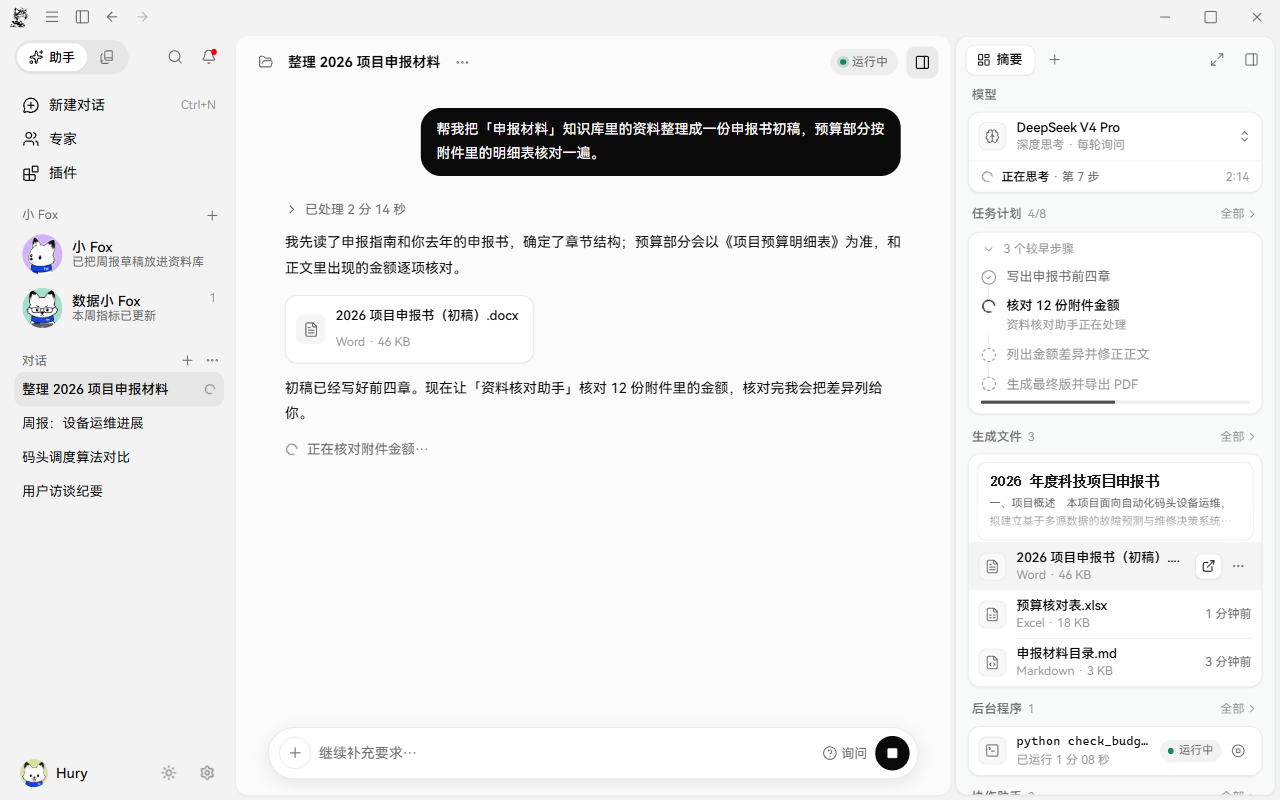 助手
新建对话 Ctrl+N
专家
插件
小 Fox
小 Fox
已把周报草稿放进资料库
数据小 Fox 1
本周指标已更新
对话
整理 2026 项目申报材料
周报：设备运维进展
码头调度算法对比
用户访谈纪要
Hury
整理 2026 项目申报材料
运行中
帮我把「申报材料」知识库里的资料整理成一份申报书初稿，预算部分按
附件里的明细表核对一遍。
已处理 2 分 14 秒
我先读了申报指南和你去年的申报书，确定了章节结构；预算部分会以《项目预算明细表》为准，和
正文里出现的金额逐项核对。
2026 项目申报书（初稿）.docx
Word · 46 KB
初稿已经写好前四章。现在让「资料核对助手」核对 12 份附件里的金额，核对完我会把差异列给
你。
正在核对附件金额…
继续补充要求…
询问
摘要
模型
DeepSeek V4 Pro
深度思考 · 每轮询问
正在思考 · 第 7 步 2:14
任务计划 4/8 全部
3 个较早步骤
写出申报书前四章
核对 12 份附件金额
资料核对助手正在处理
列出金额差异并修正正文
生成最终版并导出 PDF
生成文件 3 全部
2026 年度科技项目申报书
一、项目概述 本项目面向自动化码头设备运维，
拟建立基于多源数据的故障预测与维修决策系统…
2026 项目申报书（初稿）....
Word · 46 KB
预算核对表.xlsx
Excel · 18 KB
1 分钟前
申报材料目录.md
Markdown · 3 KB
3 分钟前
后台程序 1 全部
python check_budg…
已运行 1 分 08 秒
运行中